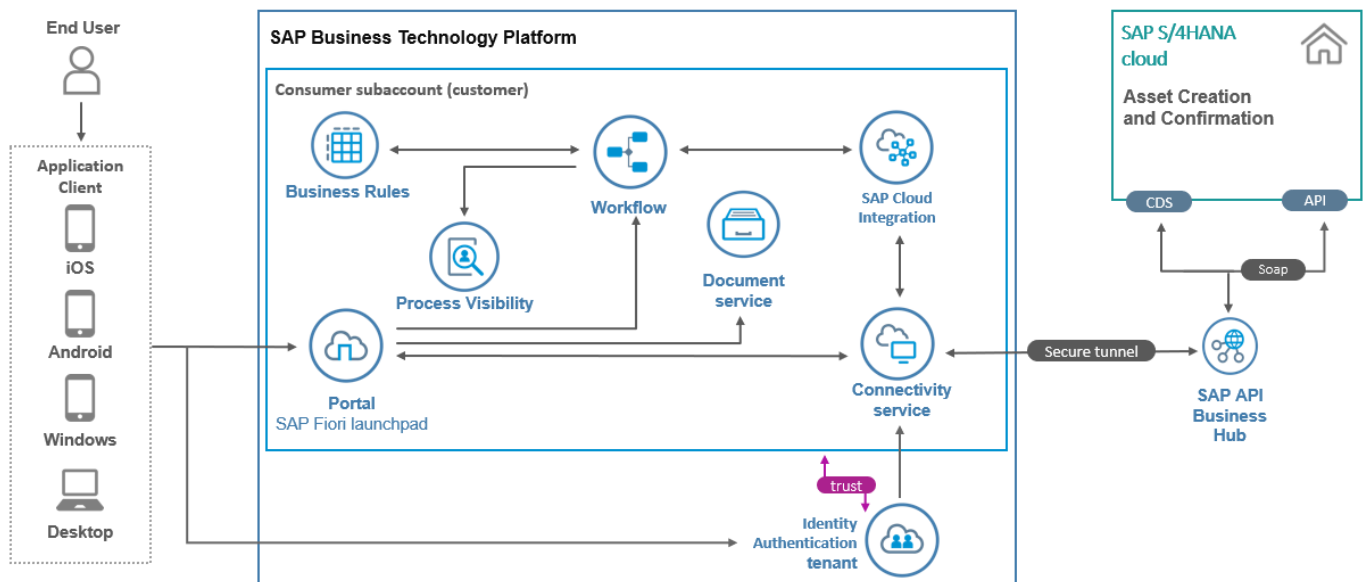 End User
Application
Client
iOS
Android
Windows
Desktop
SAP Business Technology Platform
Consumer subaccount (customer)
Business Rules
Workflow
SAP Cloud
Integration
Process Visibility
Document
service
Portal
SAP Fiori launchpad
Connectivity
service
trust
Identity
Authentication
tenant
Secure tunnel
SAP S/4HANA
cloud
Asset Creation
and Confirmation
CDS
API
Soap
SAP API
Business
Hub